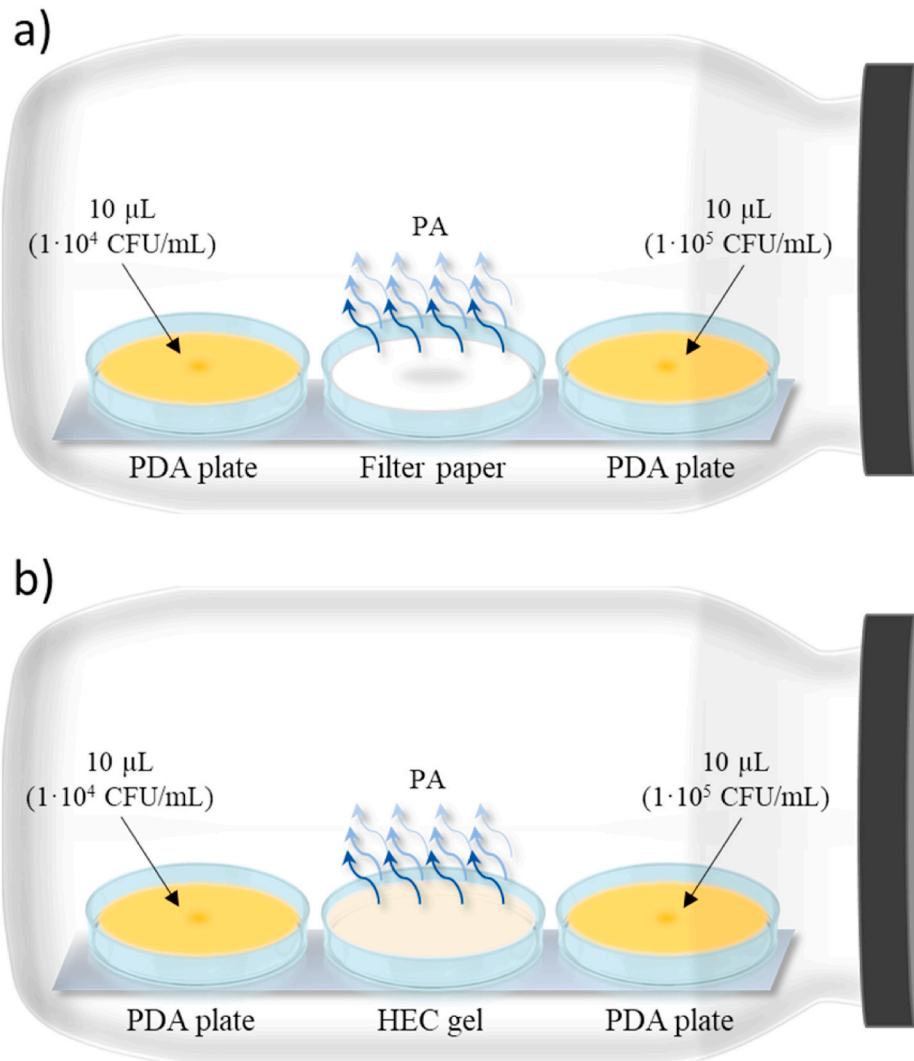 a)
10 µL
(1·10⁴ CFU/mL)
PA
10 µL
(1·10⁵ CFU/mL)
PDA plate
Filter paper
PDA plate
b)
10 µL
(1·10⁴ CFU/mL)
PA
10 µL
(1·10⁵ CFU/mL)
PDA plate
HEC gel
PDA plate